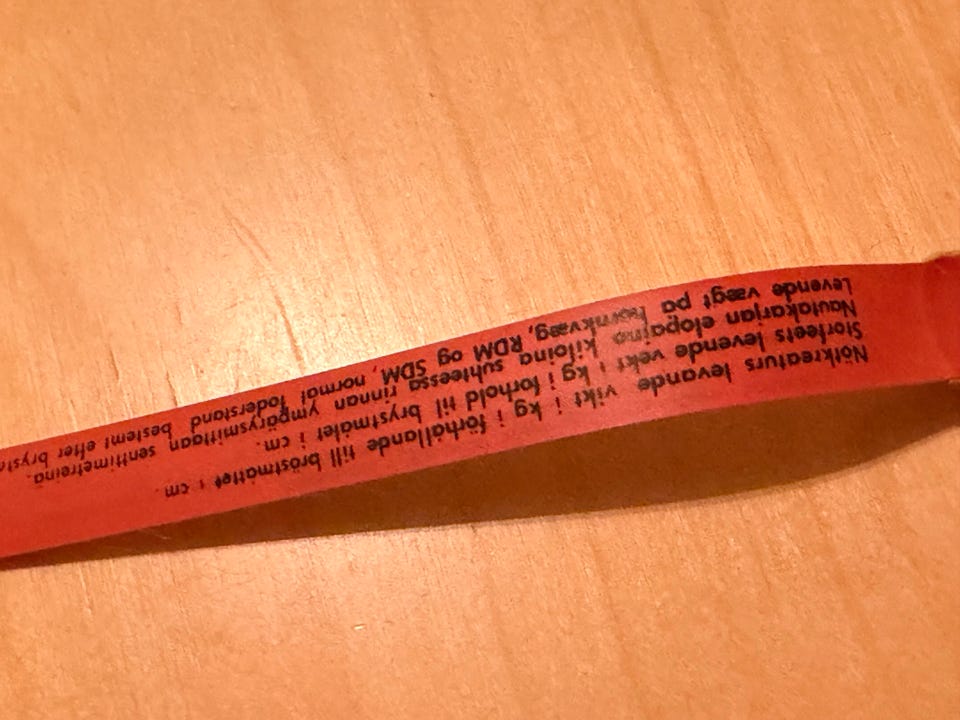 Nötkreaturs levande vikt i kg i förhållande till bröstmåttet i cm.
Storfeets levende vekt i kg i forhold til brystmålet i cm.
Nautakarjan elopaino kiloina suhteessa rinnan ympärysmittaan senttimetreinä.
Levende vægt på hornkvæg, RDM og SDM, normal foderstand bestemt efter